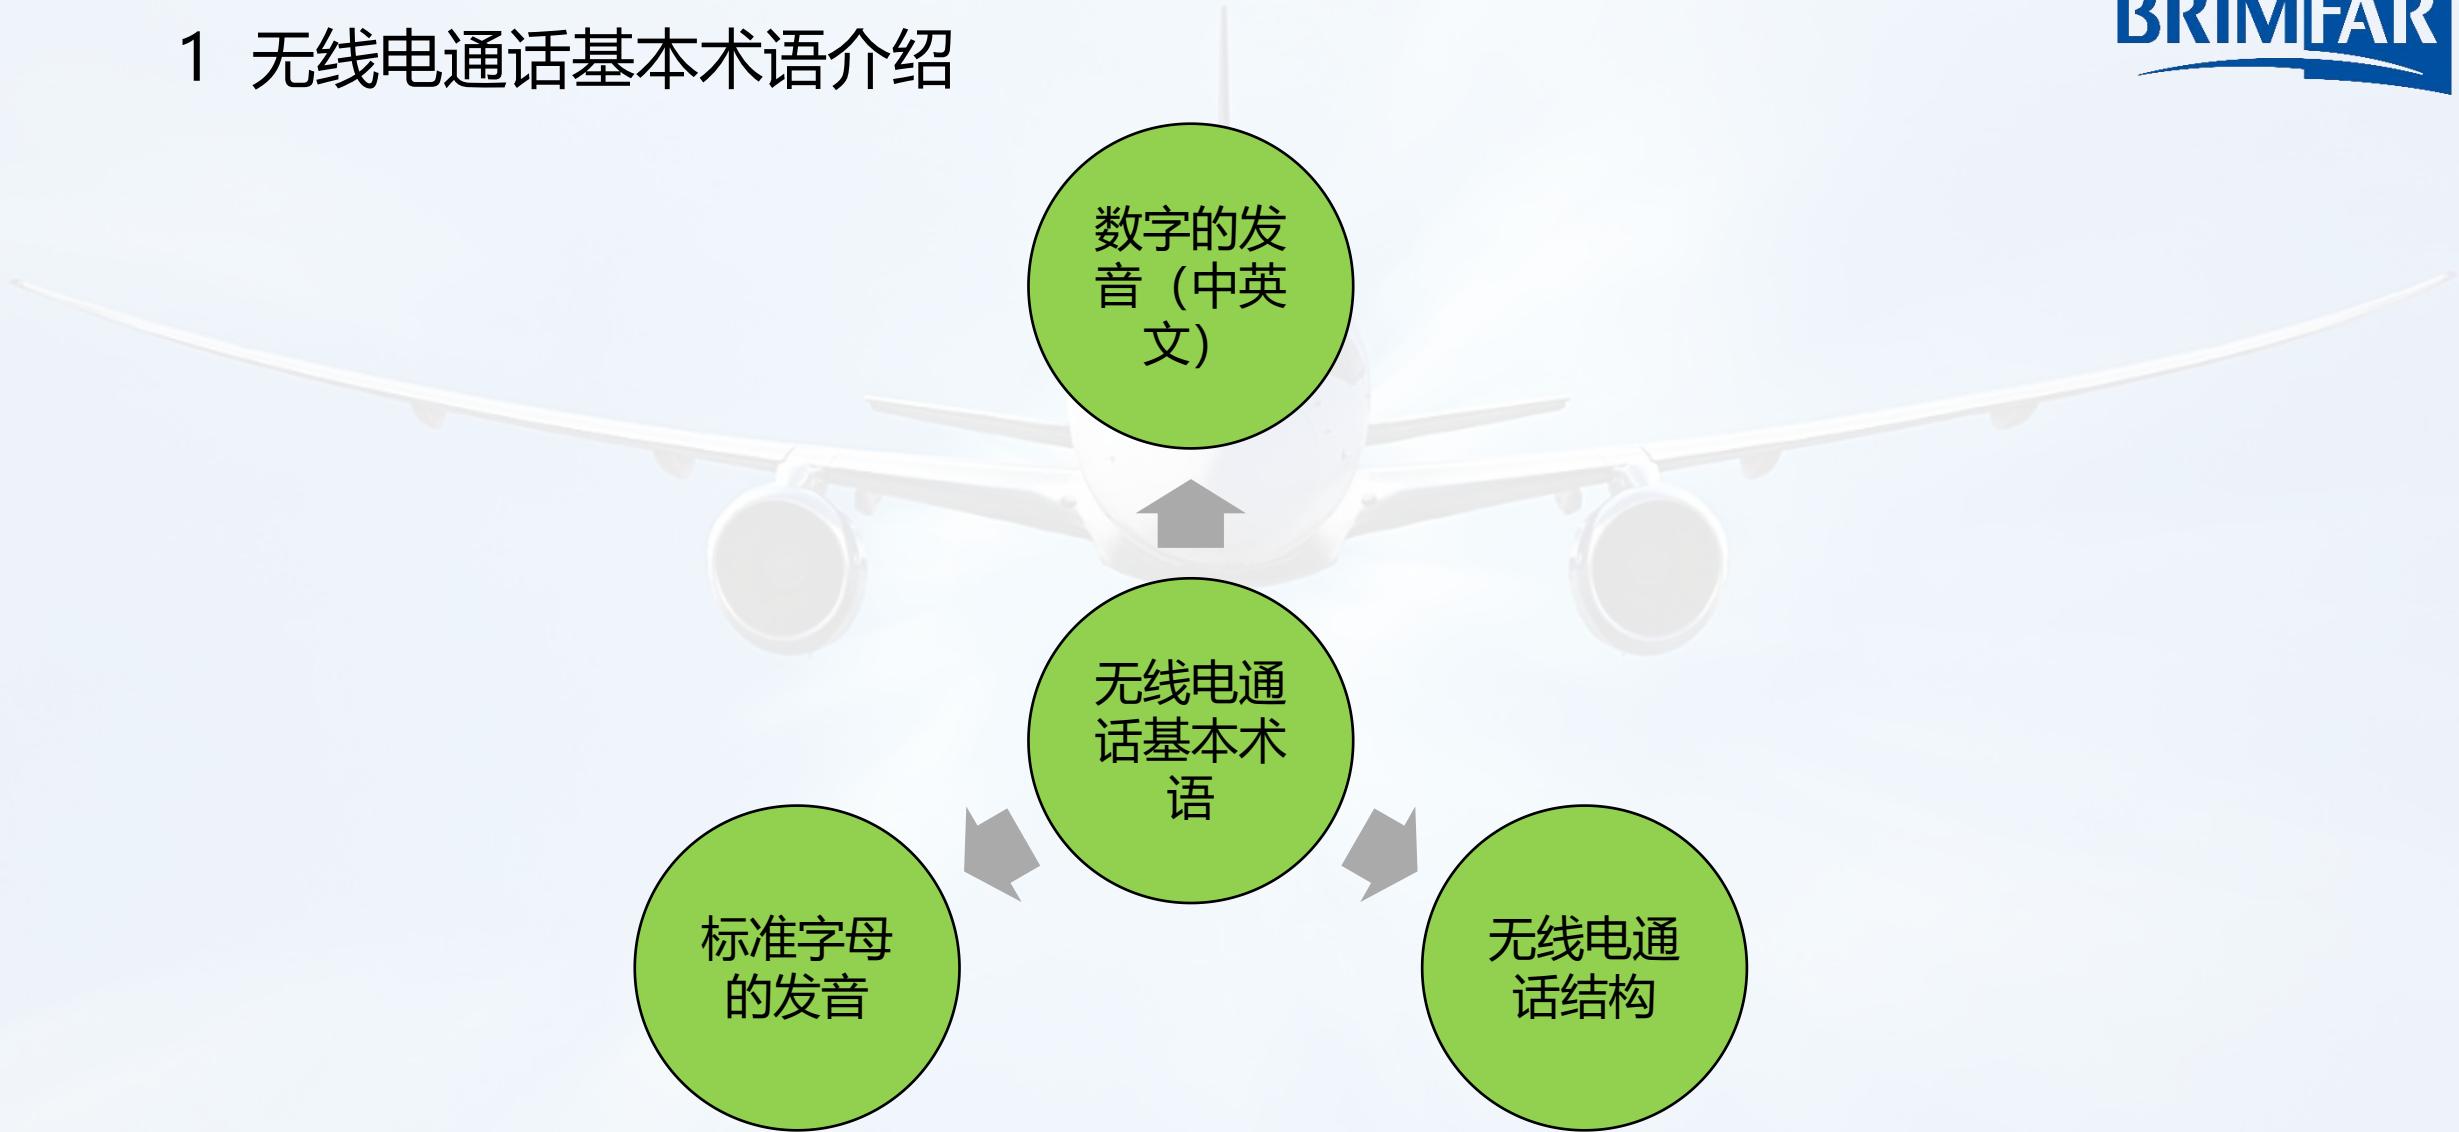 1 无线电通话基本术语介绍
BRIMFAR
数字的发
音（中英
文）
无线电通
话基本术
语
标准字母
的发音
无线电通
话结构